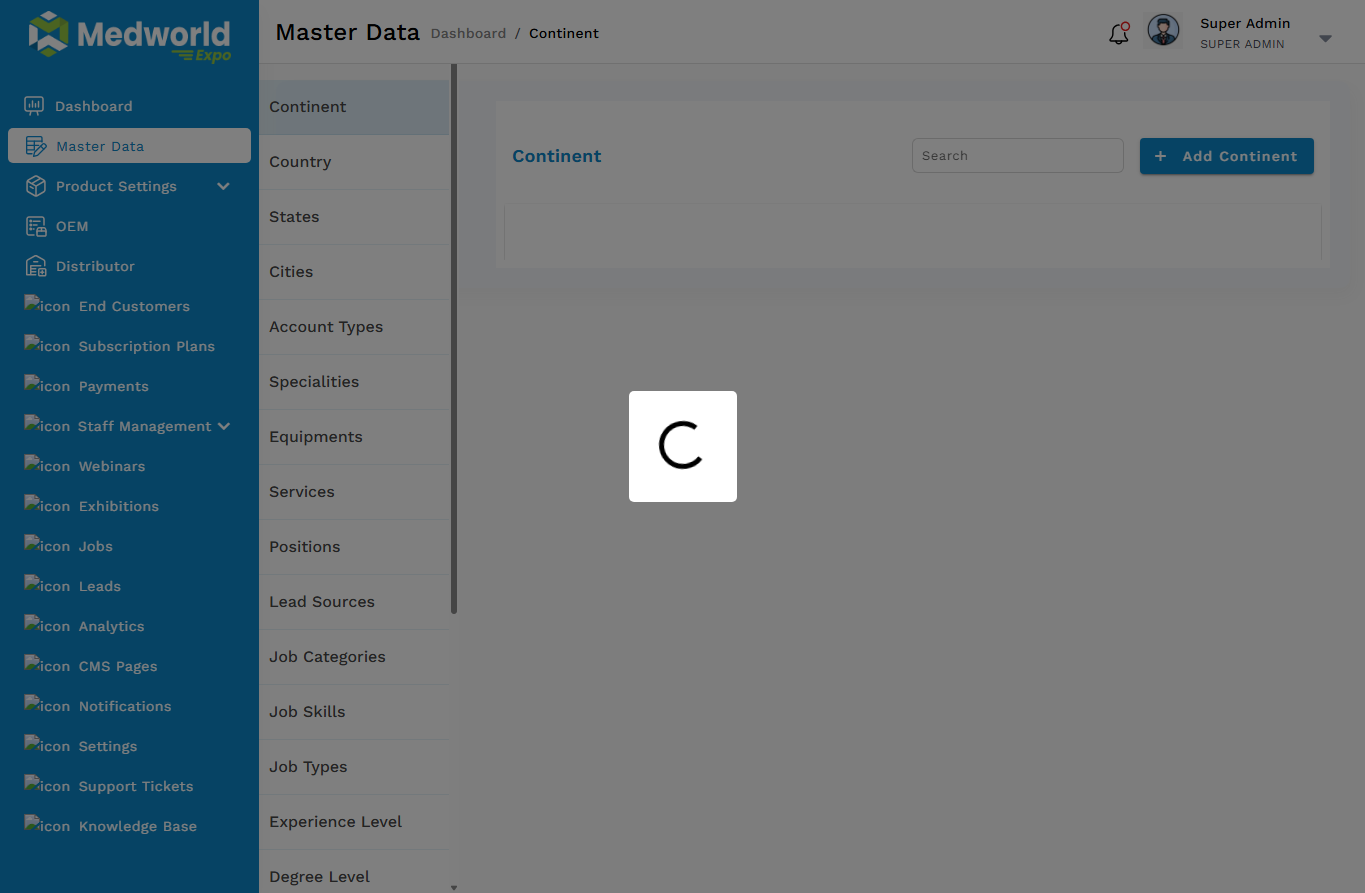 Medworld
Expo
Dashboard
Master Data
Product Settings
OEM
Distributor
icon End Customers
icon Subscription Plans
icon Payments
icon Staff Management
icon Webinars
icon Exhibitions
icon Jobs
icon Leads
icon Analytics
icon CMS Pages
icon Notifications
icon Settings
icon Support Tickets
icon Knowledge Base
Master Data Dashboard / Continent
Super Admin
SUPER ADMIN
Continent
Country
States
Cities
Account Types
Specialities
Equipments
Services
Positions
Lead Sources
Job Categories
Job Skills
Job Types
Experience Level
Degree Level
Continent
Search
+ Add Continent